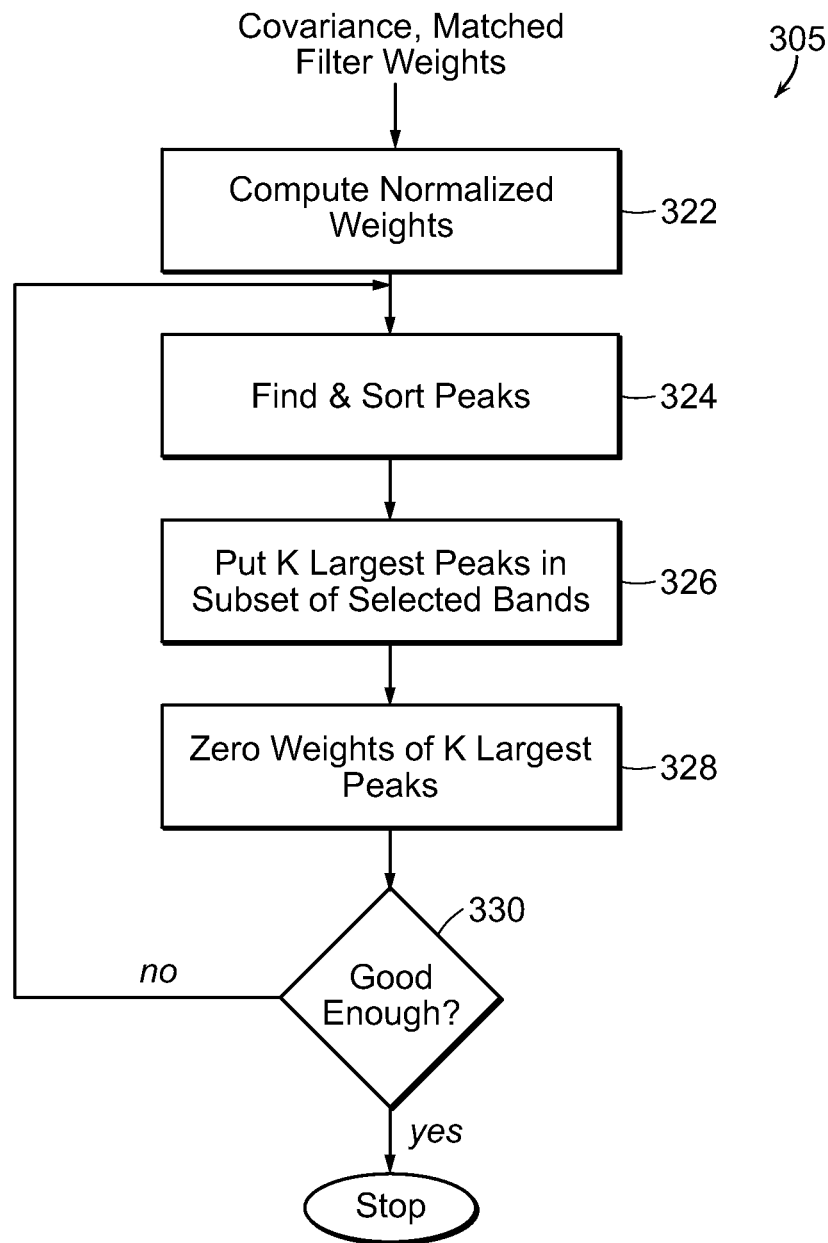 Covariance, Matched
Filter Weights
305
Compute Normalized
Weights
322
Find & Sort Peaks
324
Put K Largest Peaks in
Subset of Selected Bands
326
Zero Weights of K Largest
Peaks
328
330
Good
Enough?
no
yes
Stop